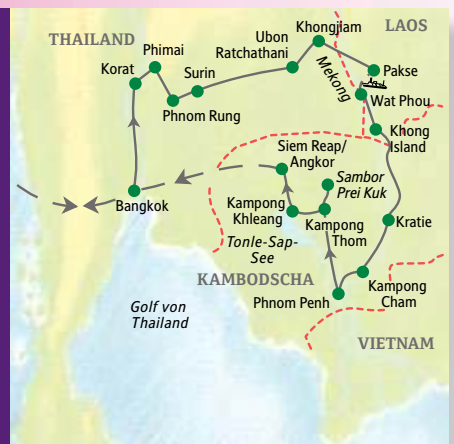 THAILAND
LAOS
Khongjiam
Ubon
Ratchathani
Phimai
Korat
Surin
Phnom Rung
Mekong
Pakse
Wat Phou
Khong
Island
Siem Reap/
Angkor
Sambor
Prei Kuk
Bangkok
Kampong
Khleang
Kampong
Thom
Kratie
Tonle-Sap-
See
KAMBODSCHA
Phnom Penh
Kampong
Cham
Golf von
Thailand
VIETNAM